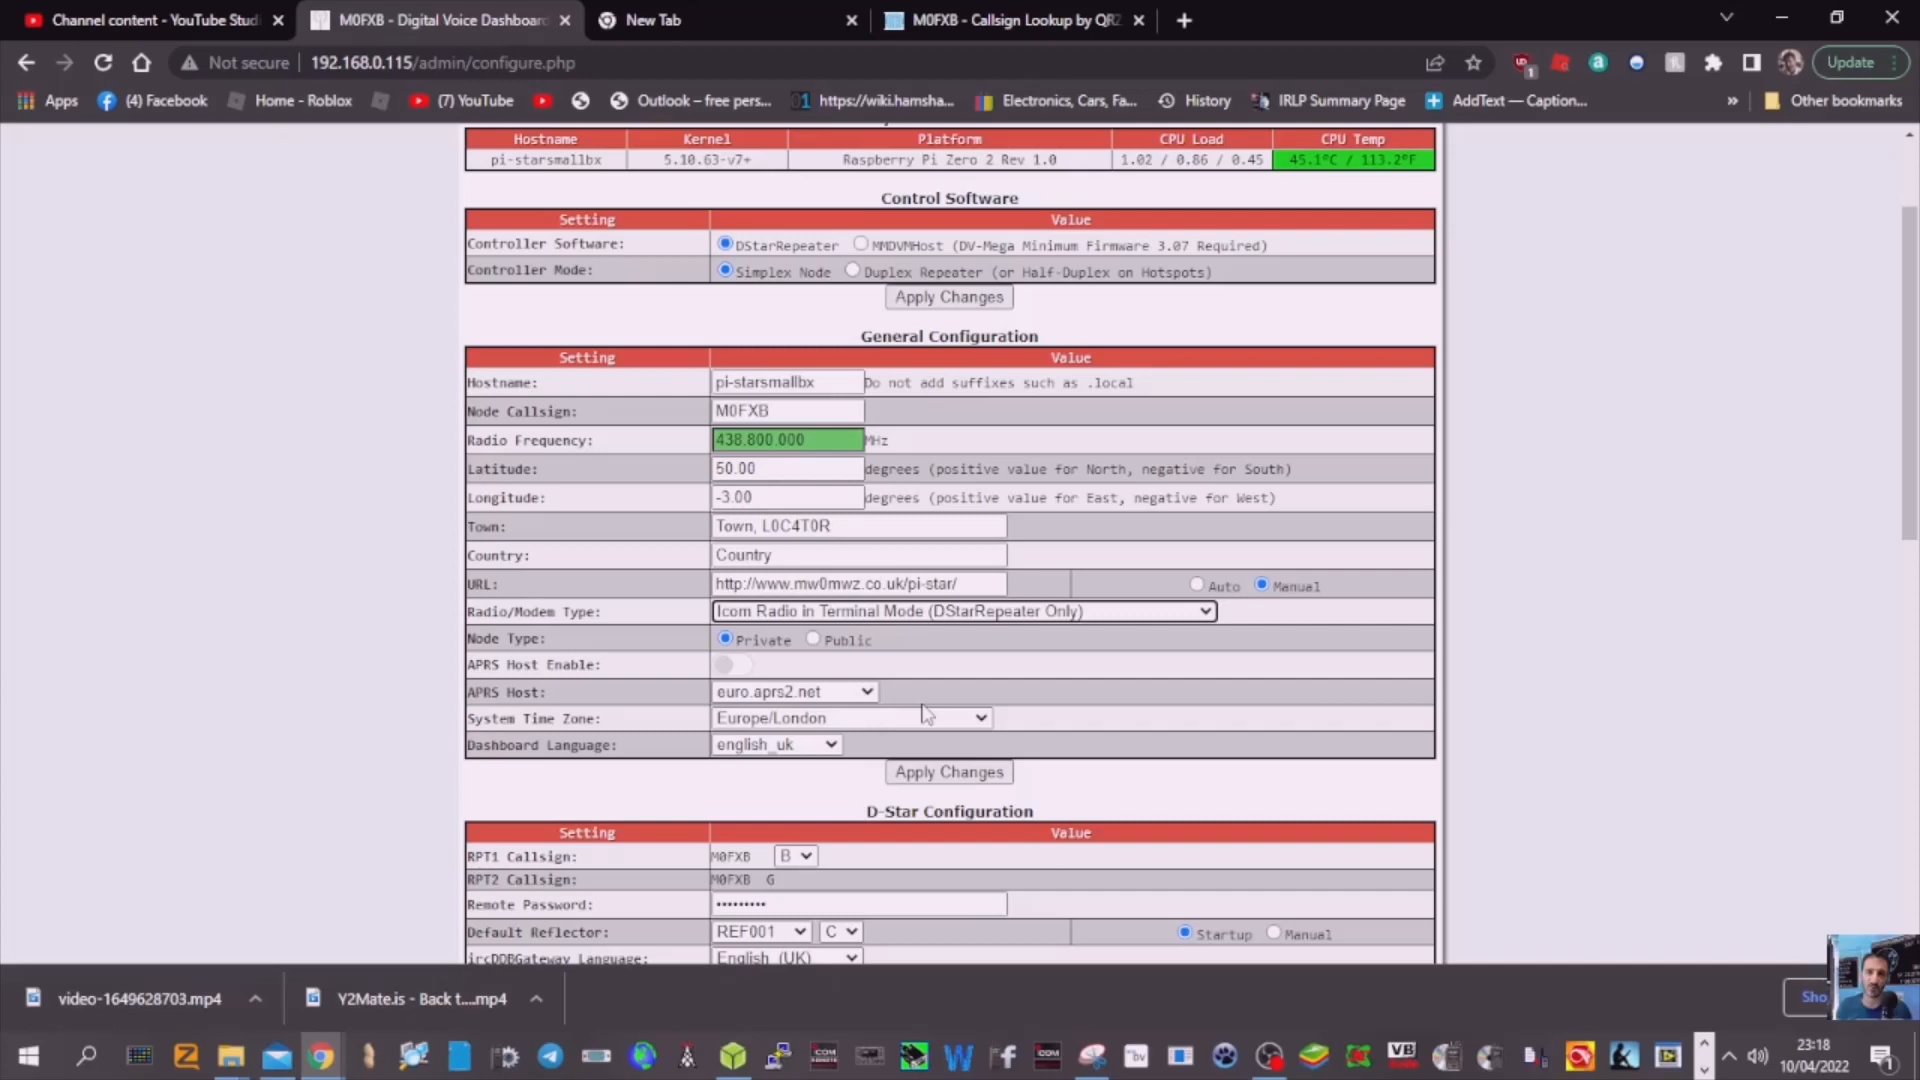 Channel content - YouTube Studi
M0FXB - Digital Voice Dashboard
New Tab
M0FXB - Callsign Lookup by QRZ
Not secure
192.168.0.115/admin/configure.php
1
Update
Apps
(4) Facebook
Home - Roblox
(7) YouTube
Outlook – free pers...
https://wiki.hamsha...
Electronics, Cars, Fa...
History
IRLP Summary Page
AddText — Caption...
Other bookmarks
Hostname Kernel Platform CPU Load CPU Temp
pi-starsmallbx 5.10.63-v7+ Raspberry Pi Zero 2 Rev 1.0 1.02 / 0.86 / 0.45 45.1°C / 113.2°F
Control Software
Setting Value
Controller Software: DStarRepeater MMDVMHost (DV-Mega Minimum Firmware 3.07 Required)
Controller Mode: Simplex Node Duplex Repeater (or Half-Duplex on Hotspots)
Apply Changes
General Configuration
Setting Value
Hostname: pi-starsmallbx Do not add suffixes such as .local
Node Callsign: M0FXB
Radio Frequency: 438.800.000 MHz
Latitude: 50.00 degrees (positive value for North, negative for South)
Longitude: -3.00 degrees (positive value for East, negative for West)
Town: Town, L0C4T0R
Country: Country
URL: http://www.mw0mwz.co.uk/pi-star/ Auto Manual
Radio/Modem Type: Icom Radio in Terminal Mode (DStarRepeater Only)
Node Type: Private Public
APRS Host Enable:
APRS Host: euro.aprs2.net
System Time Zone: Europe/London
Dashboard Language: english_uk
Apply Changes
D-Star Configuration
Setting Value
RPT1 Callsign: M0FXB B
RPT2 Callsign: M0FXB G
Remote Password: •••••••••
Default Reflector: REF001 C Startup Manual
ircDDBGateway Language: English (UK)
video-1649628703.mp4
Y2Mate.is - Back t....mp4
Sho
23:18
10/04/2022